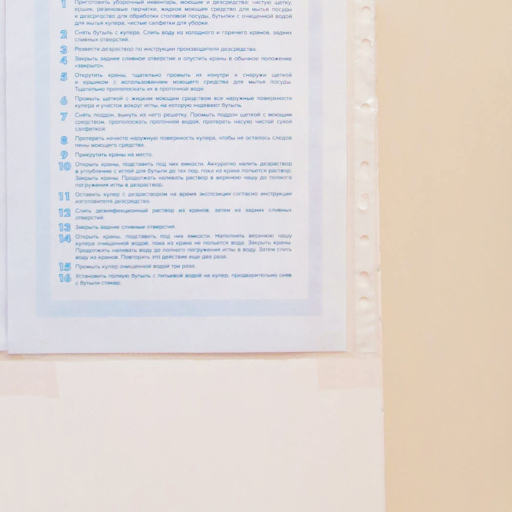 1 Приготовить уборочный инвентарь, моющие и дезсредства: чистую щетку,
ершик, резиновые перчатки, жидкое моющее средство для мытья посуды
и дезсредство для обработки столовой посуды, бутылки с очищенной водой
для мытья кулера, чистые салфетки для уборки.
2 Снять бутыль с кулера. Слить воду из холодного и горячего кранов, задних
сливных отверстий.
3 Развести дезраствор по инструкции производителя дезсредства.
4 Закрыть задние сливное отверстия и опустить краны в обычное положение
«закрыто».
5 Открутить краны, тщательно промыть их изнутри и снаружи щеткой
и ершиком с использованием моющего средства для мытья посуды.
Тщательно прополоскать их в проточной воде.
6 Промыть щеткой с жидким моющим средством все наружные поверхности
кулера и участок вокруг иглы, на которую надевают бутыль.
7 Снять поддон, вынуть из него решетку. Промыть поддон щеткой с моющим
средством, прополоскать проточной водой, протереть насухо чистой сухой
салфеткой.
8 Протереть начисто наружную поверхность кулера, чтобы не осталось следов
пены моющего средства.
9 Прикрутить краны на место.
10 Открыть краны, подставить под них емкости. Аккуратно налить дезраствор
в углубление с иглой для бутыли до тех пор, пока из крана польется раствор.
Закрыть краны. Продолжать наливать раствор в верхнюю чашу до полного
погружения иглы в дезраствор.
11 Оставить кулер с дезраствором на время экспозиции согласно инструкции
изготовителя дезсредства.
12 Слить дезинфекционный раствор из кранов, затем из задних сливных
отверстий.
13 Закрыть задние сливные отверстия.
14 Открыть краны, подставить под них емкости. Наполнить верхнюю чашу
кулера очищенной водой, пока из крана не польется вода. Закрыть краны.
Продолжать наливать воду до полного погружения иглы в воду. Затем слить
воду из кранов. Повторить это действие еще два раза.
15 Промыть кулер очищенной водой три раза.
16 Установить полную бутыль с питьевой водой на кулер, предварительно сняв
с бутыли стикер.